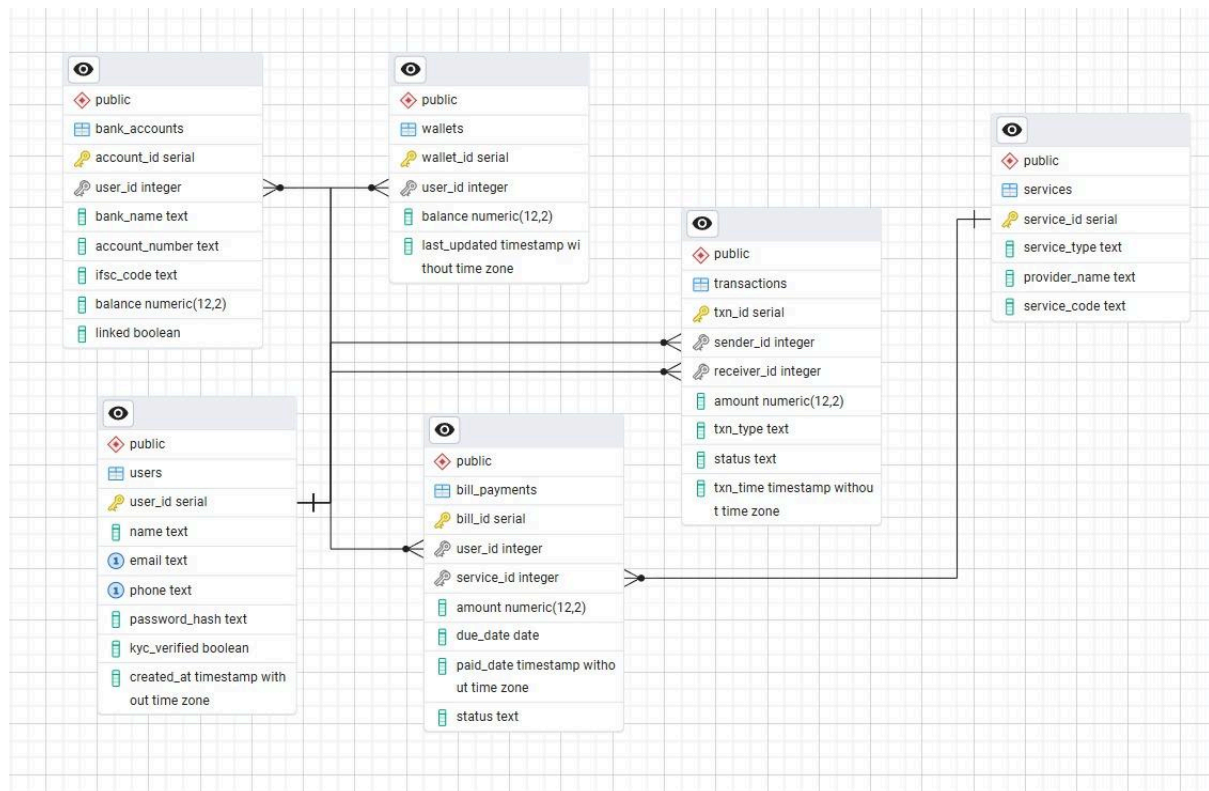 public
bank_accounts
account_id serial
user_id integer
bank_name text
account_number text
ifsc_code text
balance numeric(12,2)
linked boolean
public
wallets
wallet_id serial
user_id integer
balance numeric(12,2)
last_updated timestamp wi
thout time zone
public
services
service_id serial
service_type text
provider_name text
service_code text
public
transactions
txn_id serial
sender_id integer
receiver_id integer
amount numeric(12,2)
txn_type text
status text
txn_time timestamp withou
t time zone
public
users
user_id serial
name text
1 email text
1 phone text
password_hash text
kyc_verified boolean
created_at timestamp with
out time zone
public
bill_payments
bill_id serial
user_id integer
service_id integer
amount numeric(12,2)
due_date date
paid_date timestamp witho
ut time zone
status text